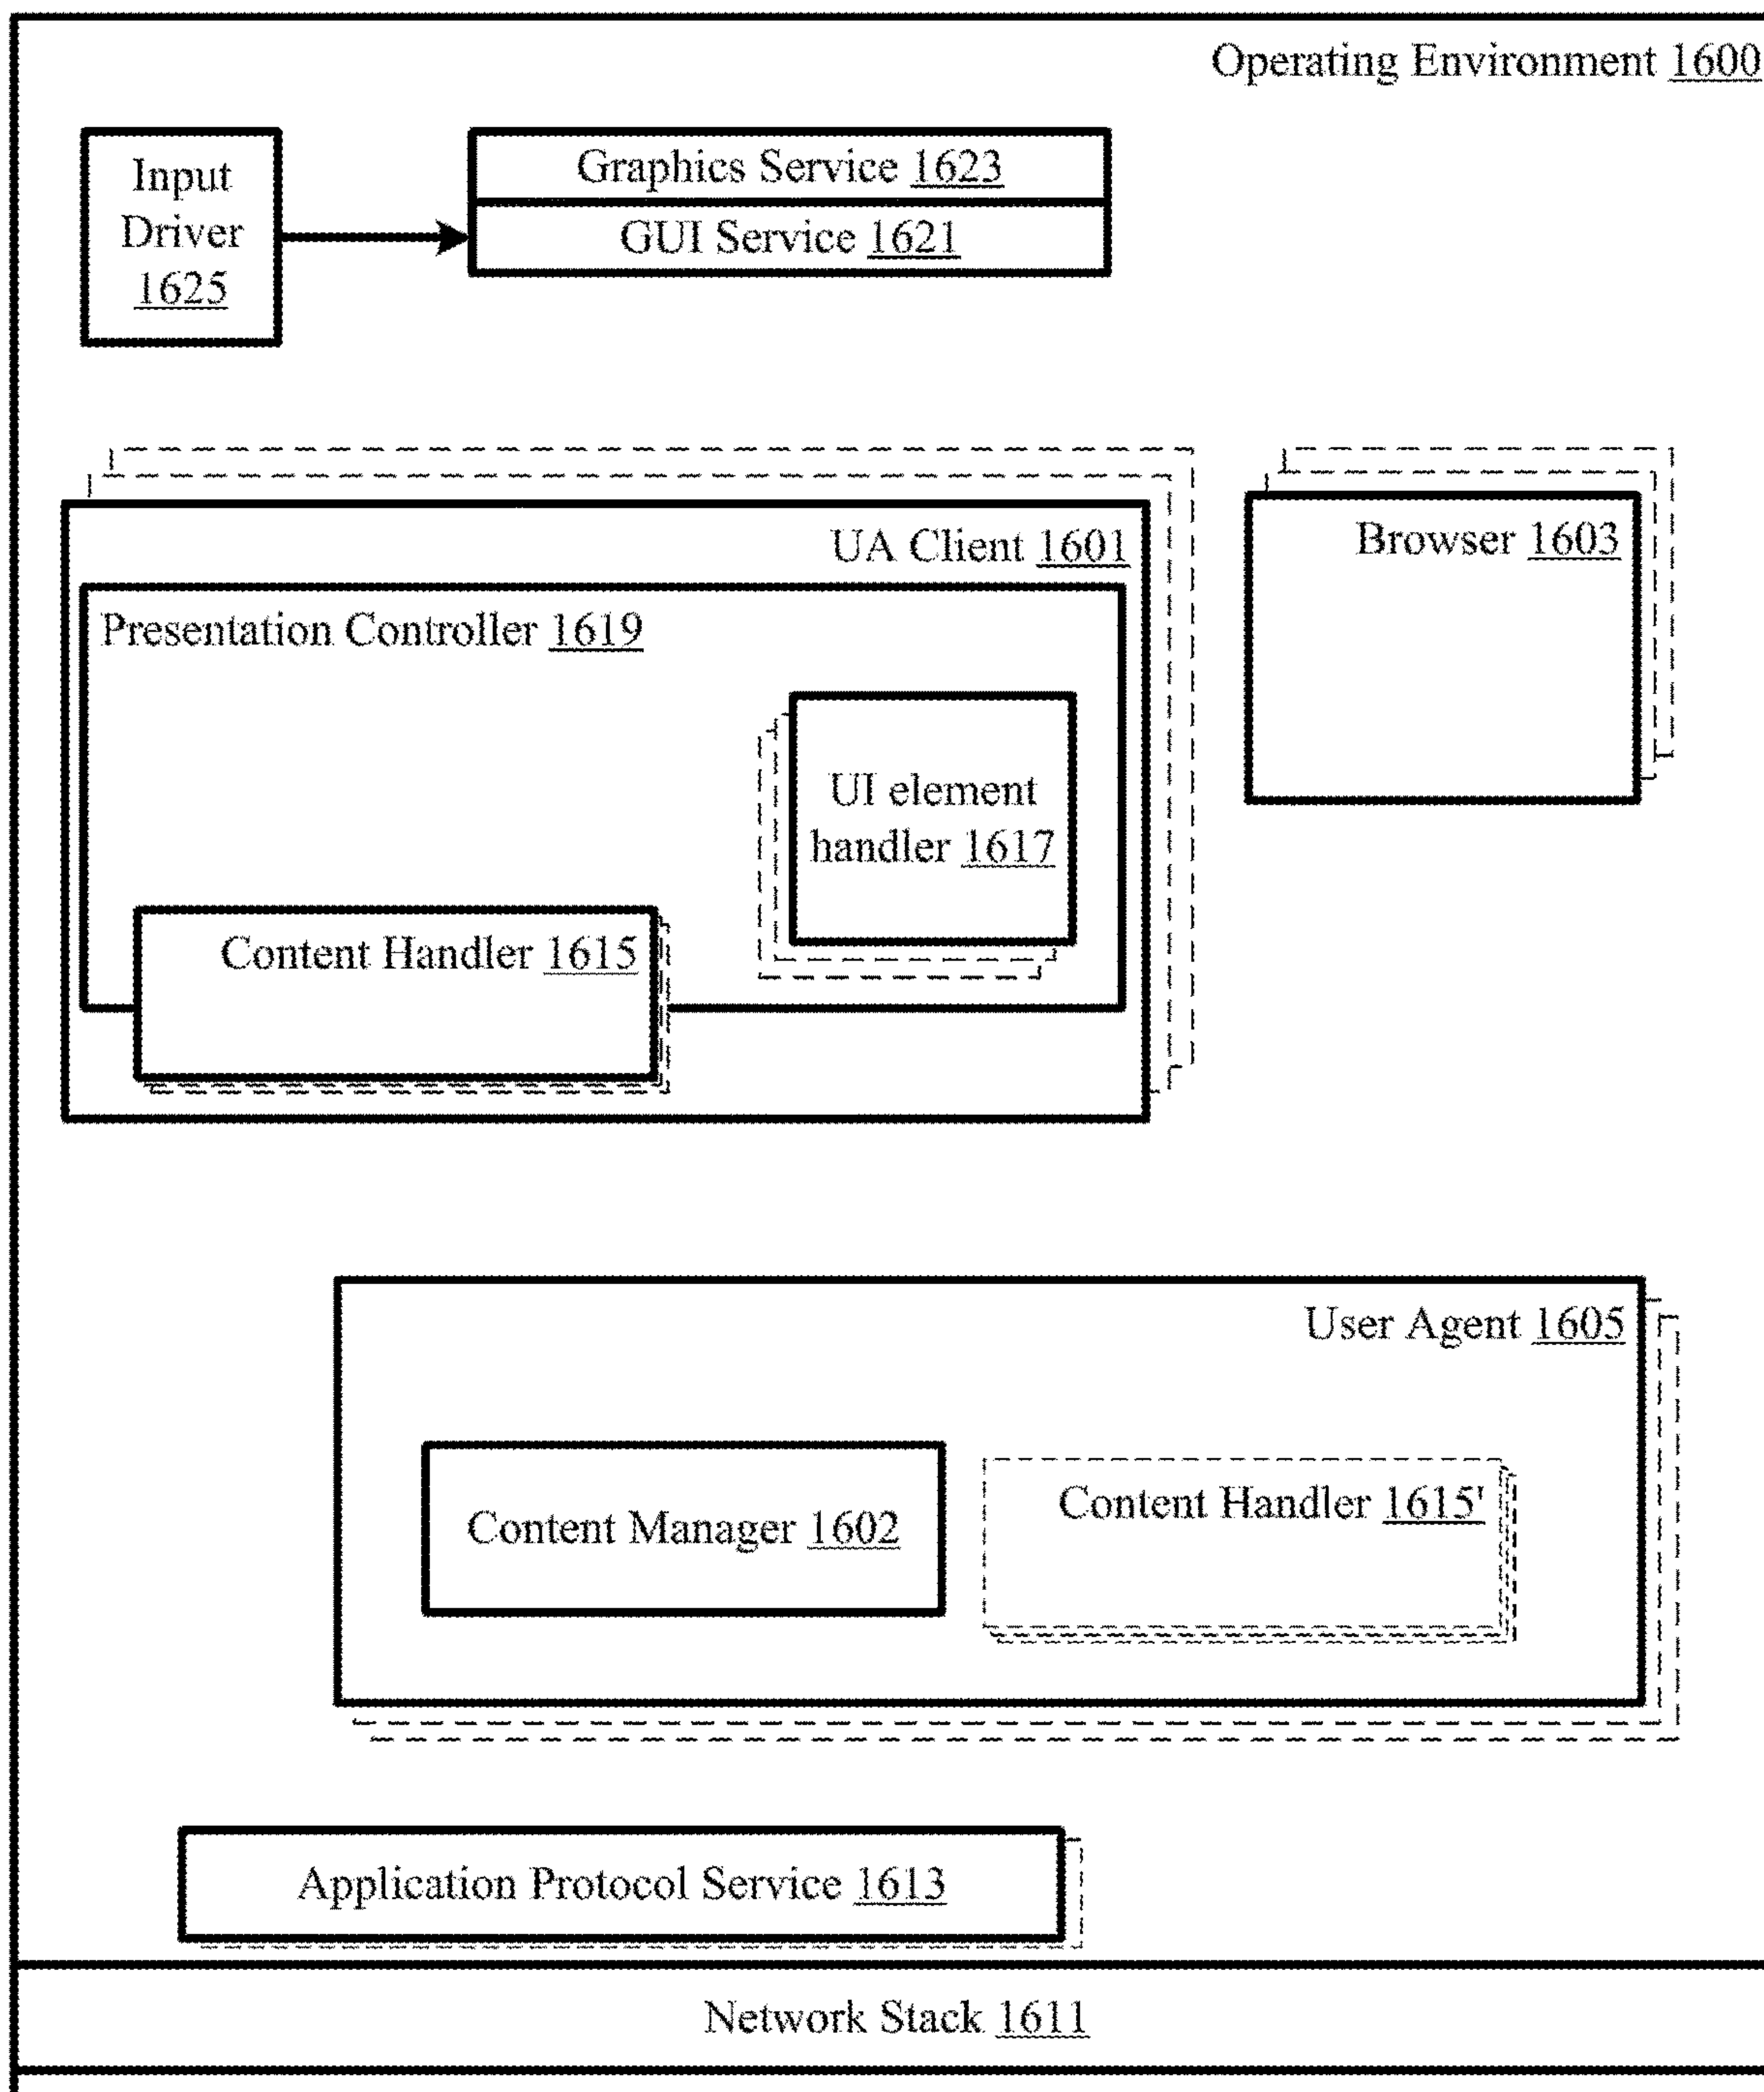 Operating Environment 1600
Input
Driver
1625
Graphics Service 1623
GUI Service 1621
UA Client 1601
Browser 1603
Presentation Controller 1619
UI element
handler 1617
Content Handler 1615
User Agent 1605
Content Manager 1602
Content Handler 1615'
Application Protocol Service 1613
Network Stack 1611